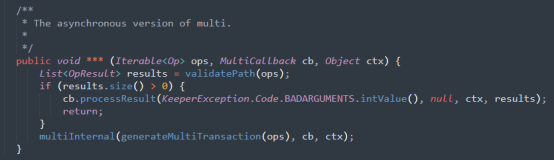 /**
 * The asynchronous version of multi.
 *
 */
public void *** (Iterable<Op> ops, MultiCallback cb, Object ctx) {
    List<OpResult> results = validatePath(ops);
    if (results.size() > 0) {
        cb.processResult(KeeperException.Code.BADARGUMENTS.intValue(), null, ctx, results);
        return;
    }
    multiInternal(generateMultiTransaction(ops), cb, ctx);
}